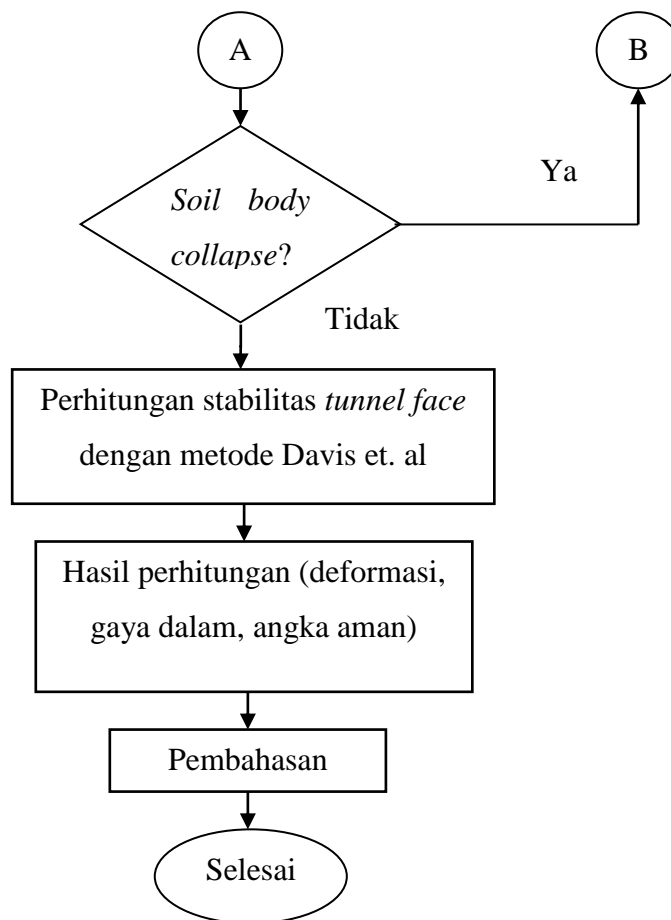 A
B
Ya
Soil body
collapse?
Tidak
Perhitungan stabilitas tunnel face
dengan metode Davis et. al
Hasil perhitungan (deformasi,
gaya dalam, angka aman)
Pembahasan
Selesai